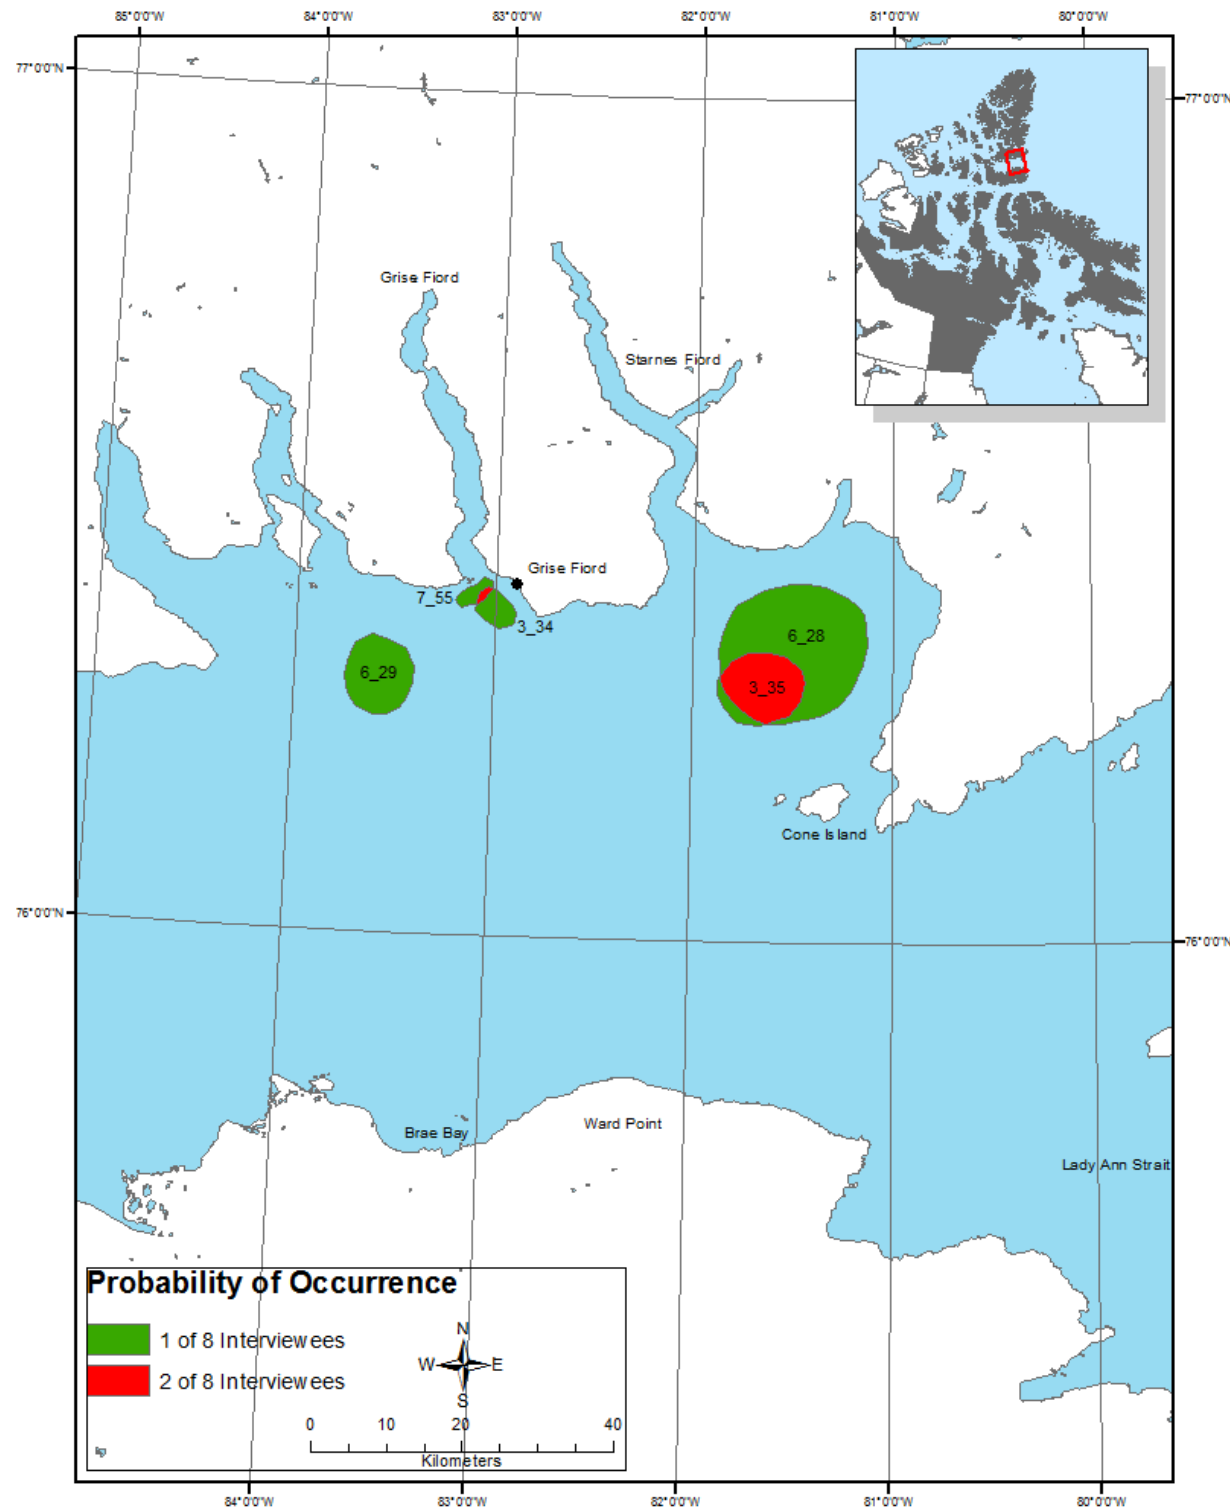 85°0'0"W
84°0'0"W
83°0'0"W
82°0'0"W
81°0'0"W
80°0'0"W
77°0'0"N
77°0'0"N
Grise Fiord
Starnes Fiord
Grise Fiord
7_55
3_34
6_28
6_29
3_35
Cone Island
76°0'0"N
76°0'0"N
Ward Point
Brae Bay
Lady Ann Strait
Probability of Occurrence
1 of 8 Interviewees
2 of 8 Interviewees
N
W
E
S
0 10 20 40
Kilometers
84°0'0"W
83°0'0"W
82°0'0"W
81°0'0"W
80°0'0"W